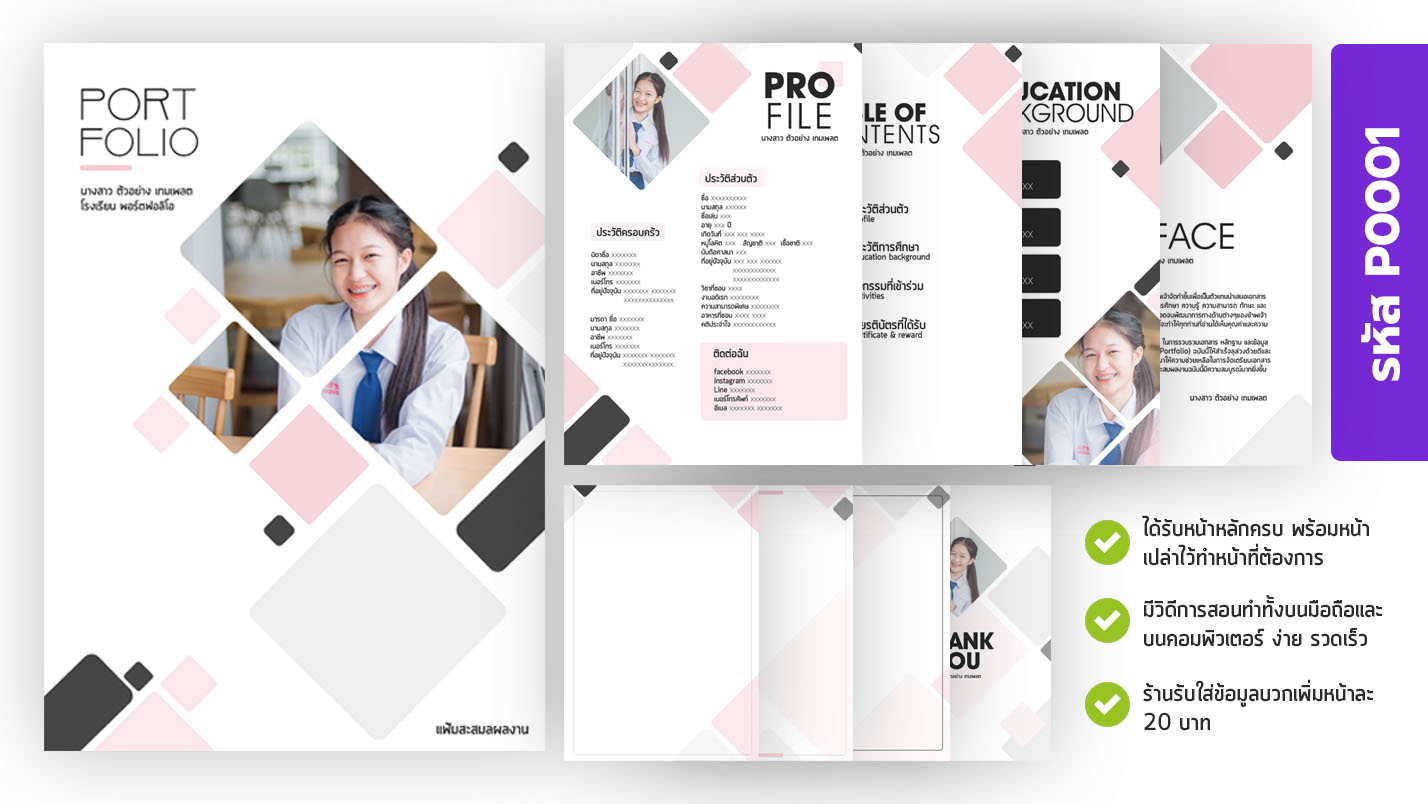 PORT
FOLIO
นางสาว ตัวอย่าง เทมเพลต
โรงเรียน พอร์ตฟอลิโอ
แฟ้มสะสมผลงาน
PRO
FILE
นางสาว ตัวอย่าง เทมเพลต
ประวัติส่วนตัว
ชื่อ xxxxxxxxxx
นามสกุล xxxxxx
ชื่อเล่น xxx
อายุ xxx ปี
เกิดวันที่ xxx xxx xxxx
หมู่โลหิต xxx สัญชาติ xxx เชื้อชาติ xxx
นับถือศาสนา xxx
ที่อยู่ปัจจุบัน xxx xxx xxxxxx
xxxxxxxxxxxx
xxxxxxxxxxxxx
วิชาที่ชอบ xxxx
งานอดิเรก xxxxxxxx
ความสามารถพิเศษ xxxxxxxx
อาหารที่ชอบ xxxx xxxx
คติประจำใจ xxxxxxxxxxxx
ประวัติครอบครัว
บิดาชื่อ xxxxxxx
นามสกุล xxxxxxx
อาชีพ xxxxxxx
เบอร์โทร xxxxxxx
ที่อยู่ปัจจุบัน xxxxxxx xxxxxxx
xxxxxxxxxxxxxx
มารดา ชื่อ xxxxxxx
นามสกุล xxxxxxx
อาชีพ xxxxxxx
เบอร์โทร xxxxxxx
ที่อยู่ปัจจุบัน xxxxxxx xxxxxxx
xxxxxxxxxxxxxx
ติดต่อฉัน
facebook xxxxxxx
Instagram xxxxxxx
Line xxxxxxx
เบอร์โทรศัพท์ xxxxxxx
อีเมล xxxxxxx xxxxxxx
LE OF
NTENTS
ตัวอย่าง เทมเพลต
ะวัติส่วนตัว
ofile
ะวัติการศึกษา
ucation background
กรรมที่เข้าร่วม
tivities
ยรติบัตรที่ได้รับ
rtificate & reward
UCATION
KGROUND
สาว ตัวอย่าง เทมเพลต
XX
XX
XX
XX
FACE
ง เทมเพลต
นางสาว ตัวอย่าง เทมเพลต
ANK
OU
อย่าง เทมเพลต
รหัส P0001
ได้รับหน้าหลักครบ พร้อมหน้า
เปล่าไว้ทำหน้าที่ต้องการ
มีวิดีการสอนทำทั้งบนมือถือและ
บนคอมพิวเตอร์ ง่าย รวดเร็ว
ร้านรับใส่ข้อมูลบวกเพิ่มหน้าละ
20 บาท